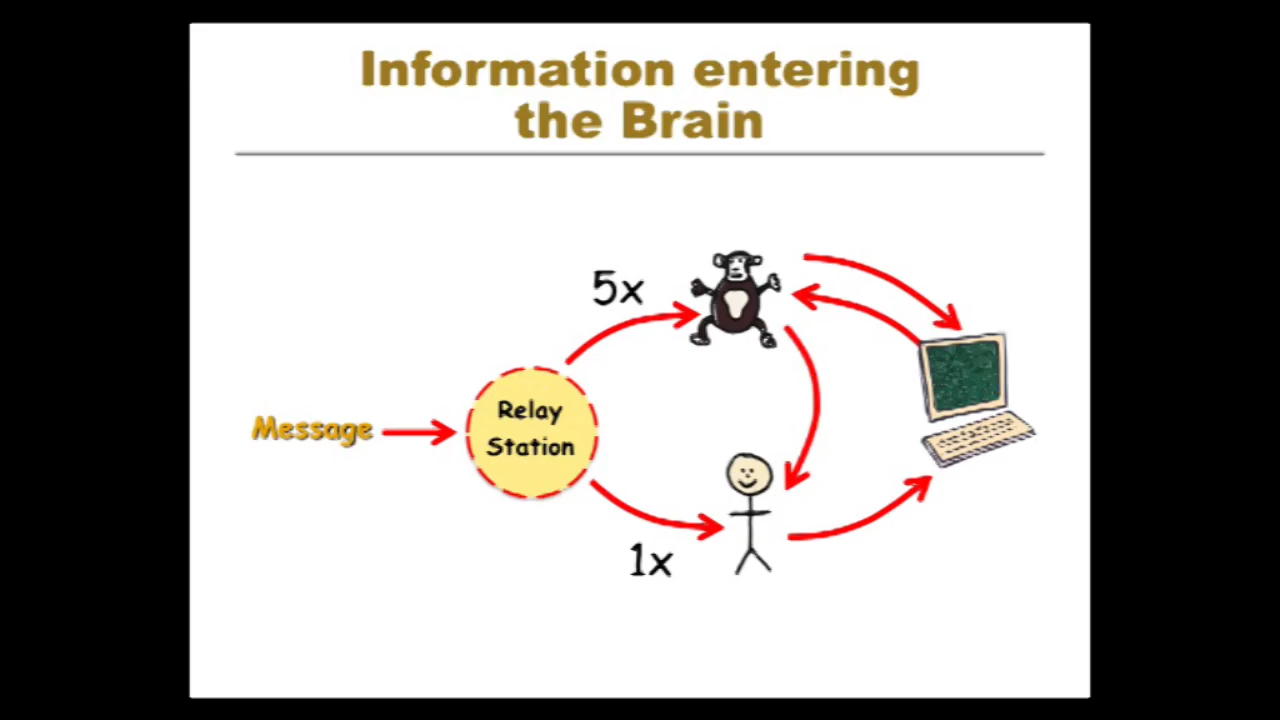 Information entering
the Brain
5x
Relay
Station
Message
1x